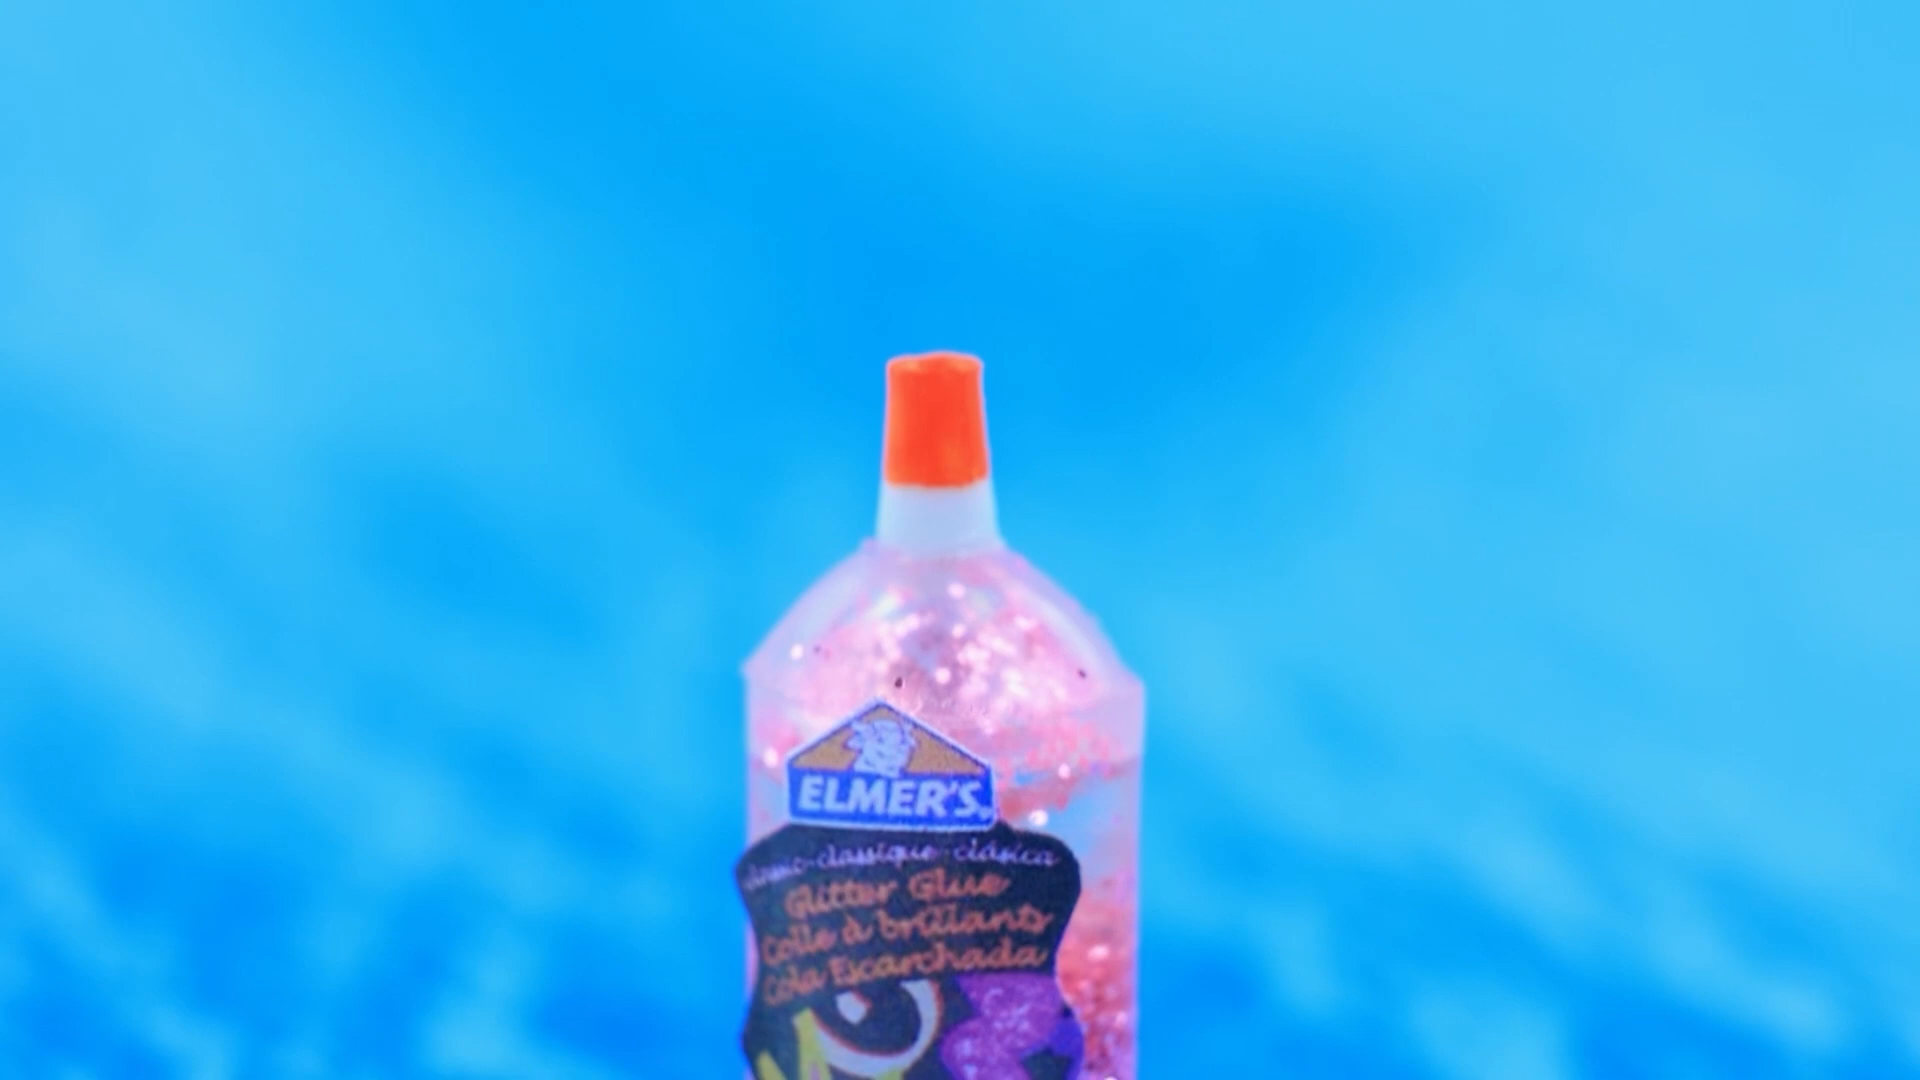 ELMER'S
classic-classique-clásica
Glitter Glue
Colle à brillants
Cola Escarchada